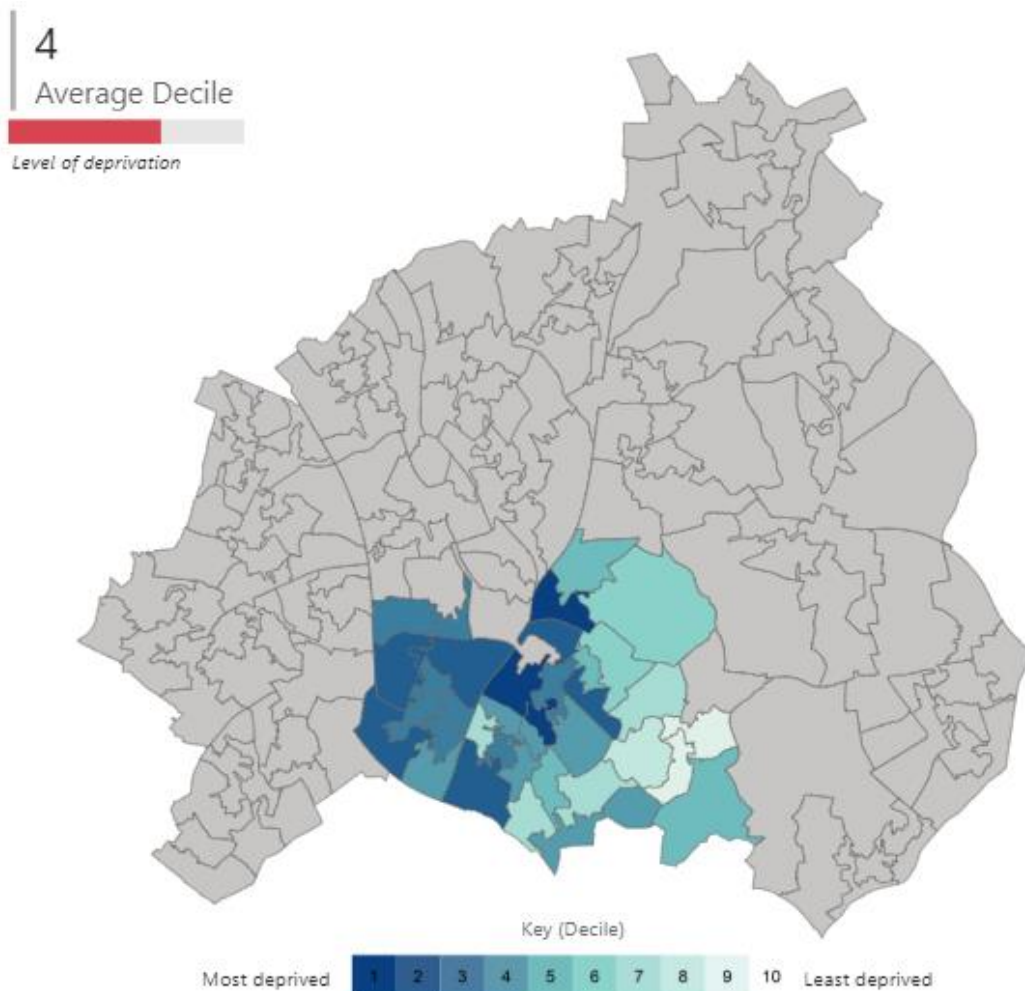 4
Average Decile
Level of deprivation
Key (Decile)
Most deprived 1 2 3 4 5 6 7 8 9 10 Least deprived